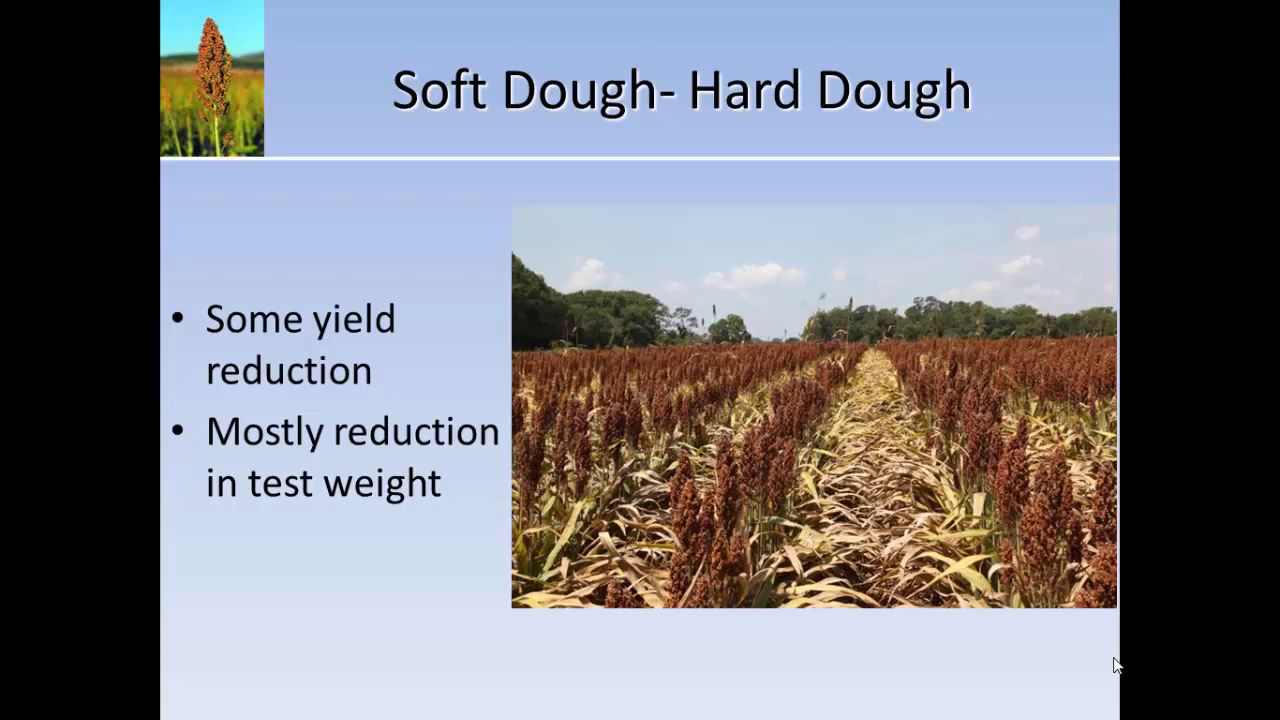 Soft Dough- Hard Dough
• Some yield
reduction
• Mostly reduction
in test weight